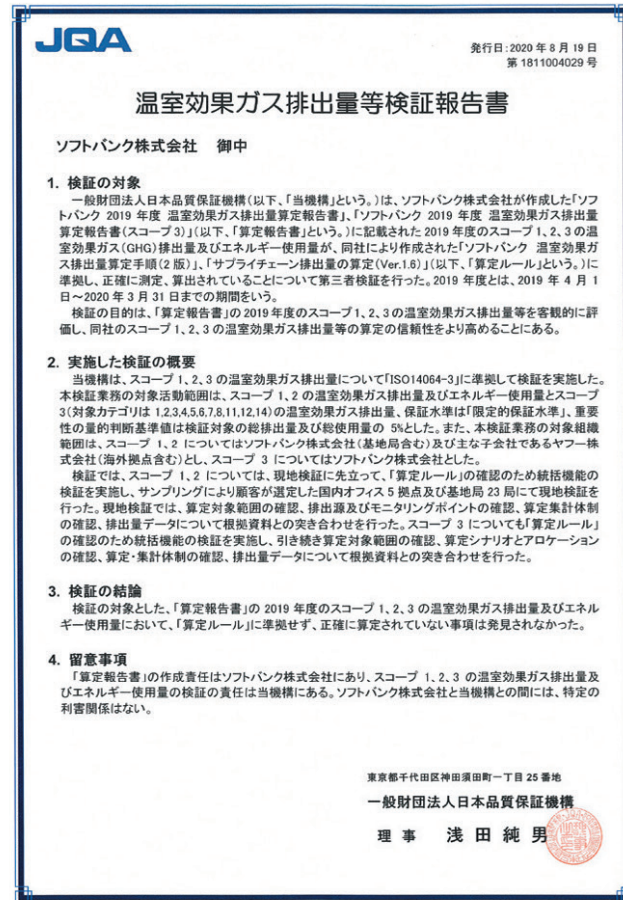 JQA
発行日:2020年8月19日
第1811004029号
温室効果ガス排出量等検証報告書
ソフトバンク株式会社 御中
1. 検証の対象
一般財団法人日本品質保証機構(以下、「当機構」という。)は、ソフトバンク株式会社が作成した「ソフ
トバンク 2019 年度 温室効果ガス排出量算定報告書」、「ソフトバンク 2019 年度 温室効果ガス排出量
算定報告書(スコープ3)」(以下、「算定報告書」という。)に記載された 2019 年度のスコープ 1、2、3 の温
室効果ガス(GHG)排出量及びエネルギー使用量が、同社により作成された「ソフトバンク 温室効果ガ
ス排出量算定手順(2 版)」、「サプライチェーン排出量の算定(Ver.1.6)」(以下、「算定ルール」という。)に
準拠し、正確に測定、算出されていることについて第三者検証を行った。2019 年度とは、2019 年 4 月 1
日~2020 年 3 月 31 日までの期間をいう。
検証の目的は、「算定報告書」の 2019 年度のスコープ 1、2、3 の温室効果ガス排出量等を客観的に評
価し、同社のスコープ 1、2、3 の温室効果ガス排出量等の算定の信頼性をより高めることにある。
2. 実施した検証の概要
当機構は、スコープ 1、2、3 の温室効果ガス排出量について「ISO14064-3」に準拠して検証を実施した。
本検証業務の対象活動範囲は、スコープ 1、2 の温室効果ガス排出量及びエネルギー使用量とスコープ
3(対象カテゴリは 1,2,3,4,5,6,7,8,11,12,14)の温室効果ガス排出量、保証水準は「限定的保証水準」、重要
性の量的判断基準値は検証対象の総排出量及び総使用量の 5%とした。また、本検証業務の対象組織
範囲は、スコープ 1、2 についてはソフトバンク株式会社(基地局含む)及び主な子会社であるヤフー株
式会社(海外拠点含む)とし、スコープ 3 についてはソフトバンク株式会社とした。
検証では、スコープ 1、2 については、現地検証に先立って、「算定ルール」の確認のため統括機能の
検証を実施し、サンプリングにより顧客が選定した国内オフィス 5 拠点及び基地局 23 局にて現地検証を
行った。現地検証では、算定対象範囲の確認、排出源及びモニタリングポイントの確認、算定集計体制
の確認、排出量データについて根拠資料との突き合わせを行った。スコープ 3 についても「算定ルール」
の確認のため統括機能の検証を実施し、引き続き算定対象範囲の確認、算定シナリオとアロケーション
の確認、算定・集計体制の確認、排出量データについて根拠資料との突き合わせを行った。
3. 検証の結論
検証の対象とした、「算定報告書」の 2019 年度のスコープ 1、2、3 の温室効果ガス排出量及びエネル
ギー使用量において、「算定ルール」に準拠せず、正確に算定されていない事項は発見されなかった。
4. 留意事項
「算定報告書」の作成責任はソフトバンク株式会社にあり、スコープ 1、2、3 の温室効果ガス排出量及
びエネルギー使用量の検証の責任は当機構にある。ソフトバンク株式会社と当機構との間には、特定の
利害関係はない。
東京都千代田区神田須田町一丁目25番地
一般財団法人日本品質保証機構
理事 浅田純男